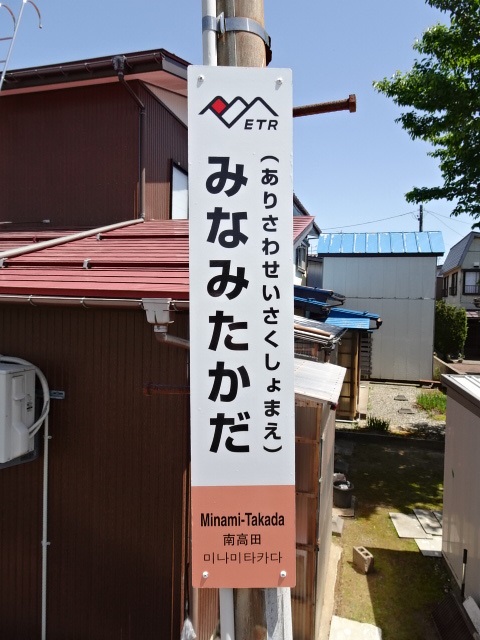 ETR
みなみたかだ
(ありさわせいさくしょまえ)
Minami-Takada
南高田
미나미타카다